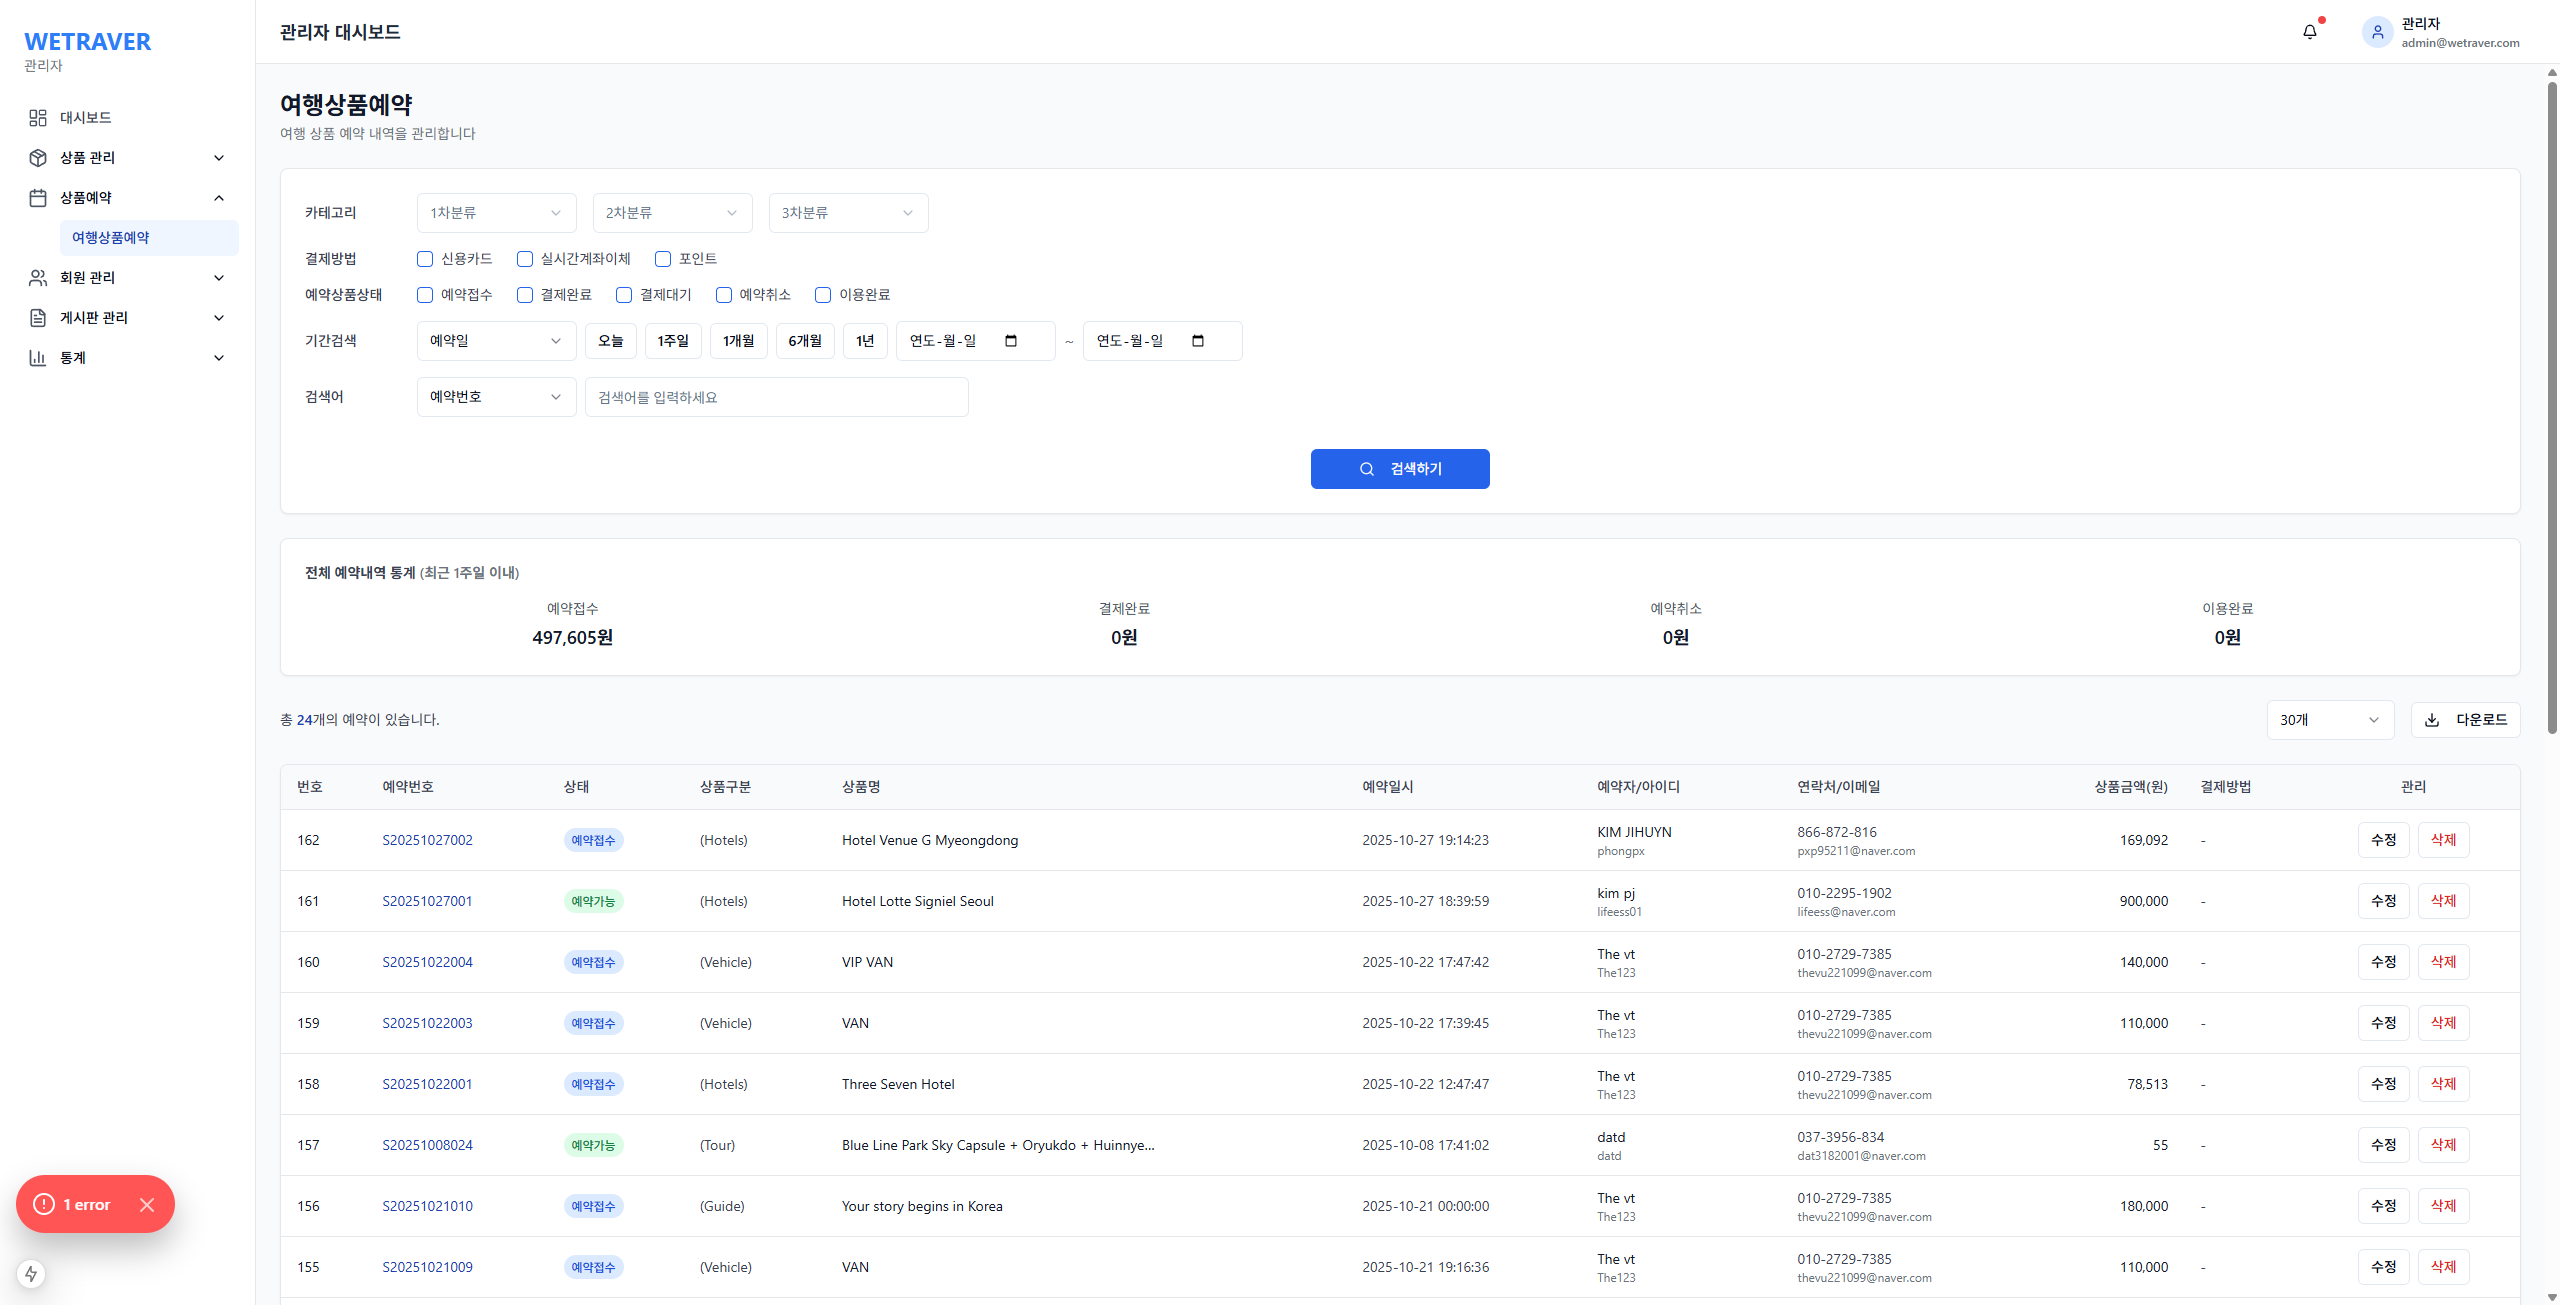 WETRAVER
관리자
대시보드
상품 관리
상품예약
여행상품예약
회원 관리
게시판 관리
통계
1 error
관리자 대시보드
관리자
admin@wetraver.com
여행상품예약
여행 상품 예약 내역을 관리합니다
카테고리 1차분류 2차분류 3차분류
결제방법 신용카드 실시간계좌이체 포인트
예약상품상태 예약접수 결제완료 결제대기 예약취소 이용완료
기간검색 예약일 오늘 1주일 1개월 6개월 1년 연도-월-일 ~ 연도-월-일
검색어 예약번호 검색어를 입력하세요
검색하기
전체 예약내역 통계 (최근 1주일 이내)
예약접수 결제완료 예약취소 이용완료
497,605원 0원 0원 0원
총 24개의 예약이 있습니다. 30개 다운로드
번호 예약번호 상태 상품구분 상품명 예약일시 예약자/아이디 연락처/이메일 상품금액(원) 결제방법 관리
162 S20251027002 예약접수 (Hotels) Hotel Venue G Myeongdong 2025-10-27 19:14:23 KIM JIHUYN 866-872-816 169,092 - 수정 삭제
phongpx pxp95211@naver.com
161 S20251027001 예약가능 (Hotels) Hotel Lotte Signiel Seoul 2025-10-27 18:39:59 kim pj 010-2295-1902 900,000 - 수정 삭제
lifeess01 lifeess@naver.com
160 S20251022004 예약접수 (Vehicle) VIP VAN 2025-10-22 17:47:42 The vt 010-2729-7385 140,000 - 수정 삭제
The123 thevu221099@naver.com
159 S20251022003 예약접수 (Vehicle) VAN 2025-10-22 17:39:45 The vt 010-2729-7385 110,000 - 수정 삭제
The123 thevu221099@naver.com
158 S20251022001 예약접수 (Hotels) Three Seven Hotel 2025-10-22 12:47:47 The vt 010-2729-7385 78,513 - 수정 삭제
The123 thevu221099@naver.com
157 S20251008024 예약가능 (Tour) Blue Line Park Sky Capsule + Oryukdo + Huinnye... 2025-10-08 17:41:02 datd 037-3956-834 55 - 수정 삭제
datd dat3182001@naver.com
156 S20251021010 예약접수 (Guide) Your story begins in Korea 2025-10-21 00:00:00 The vt 010-2729-7385 180,000 - 수정 삭제
The123 thevu221099@naver.com
155 S20251021009 예약접수 (Vehicle) VAN 2025-10-21 19:16:36 The vt 010-2729-7385 110,000 - 수정 삭제
The123 thevu221099@naver.com